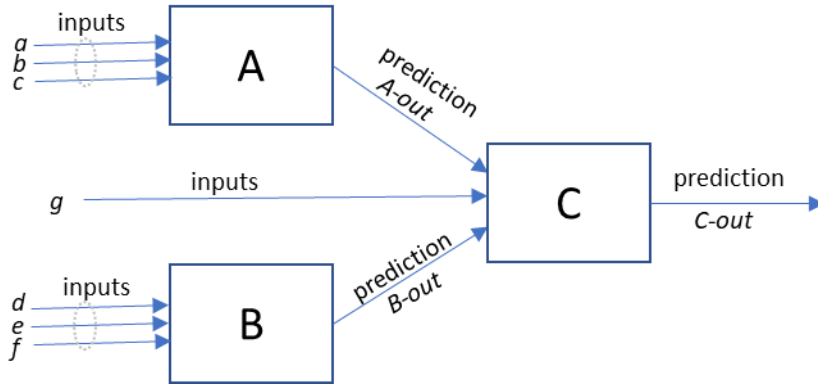 inputs
a
b
c
A
prediction
A-out
g
inputs
C
prediction
C-out
inputs
d
e
f
B
prediction
B-out